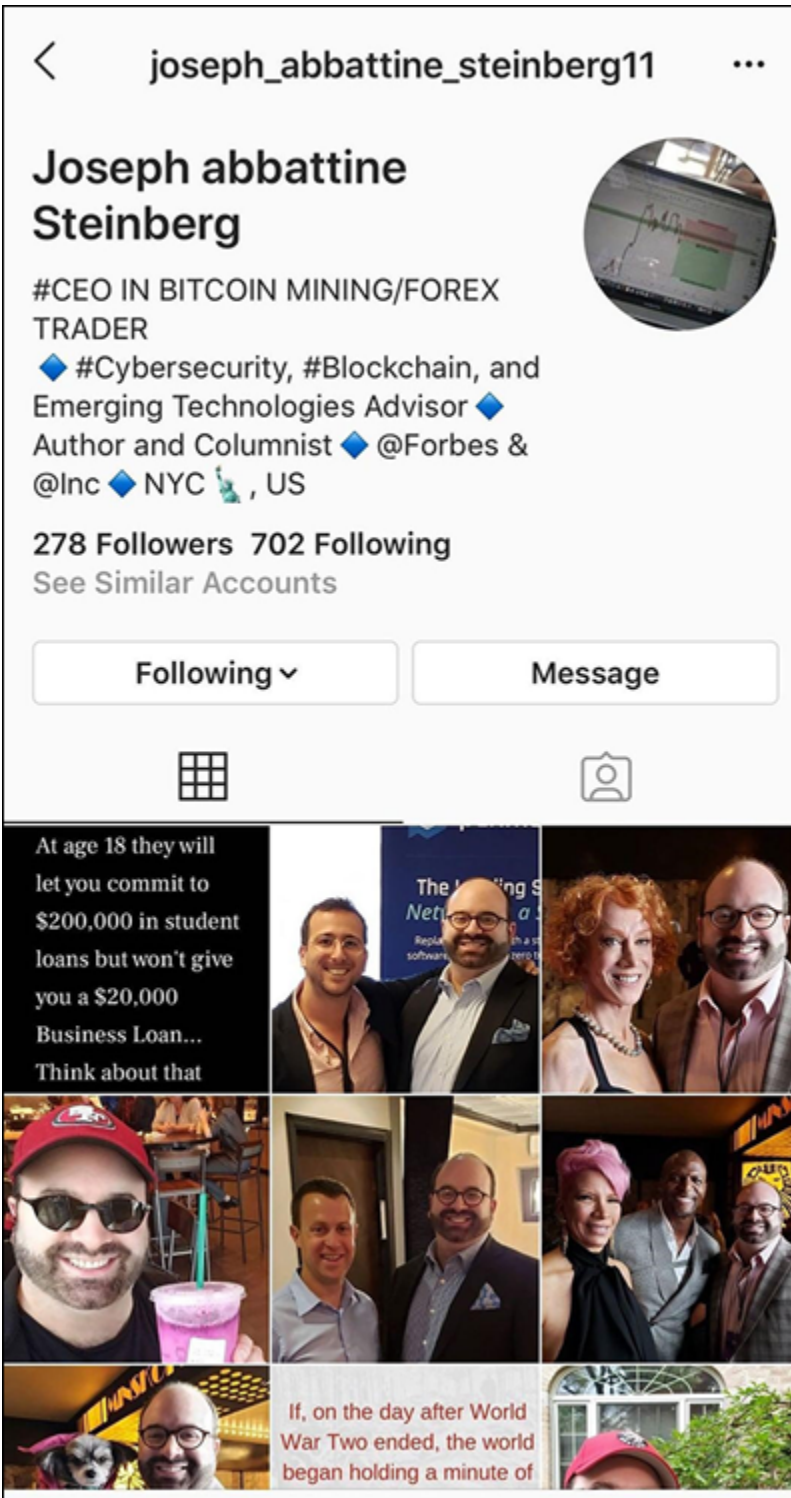 joseph_abbattine_steinberg11
Joseph abbattine
Steinberg
#CEO IN BITCOIN MINING/FOREX
TRADER
🔷 #Cybersecurity, #Blockchain, and
Emerging Technologies Advisor 🔷
Author and Columnist 🔷 @Forbes &
@Inc 🔷 NYC🗽, US
278 Followers 702 Following
See Similar Accounts
Following
Message
At age 18 they will
let you commit to
$200,000 in student
loans but won't give
you a $20,000
Business Loan...
Think about that
The
Repla
software
If, on the day after World
War Two ended, the world
began holding a minute of